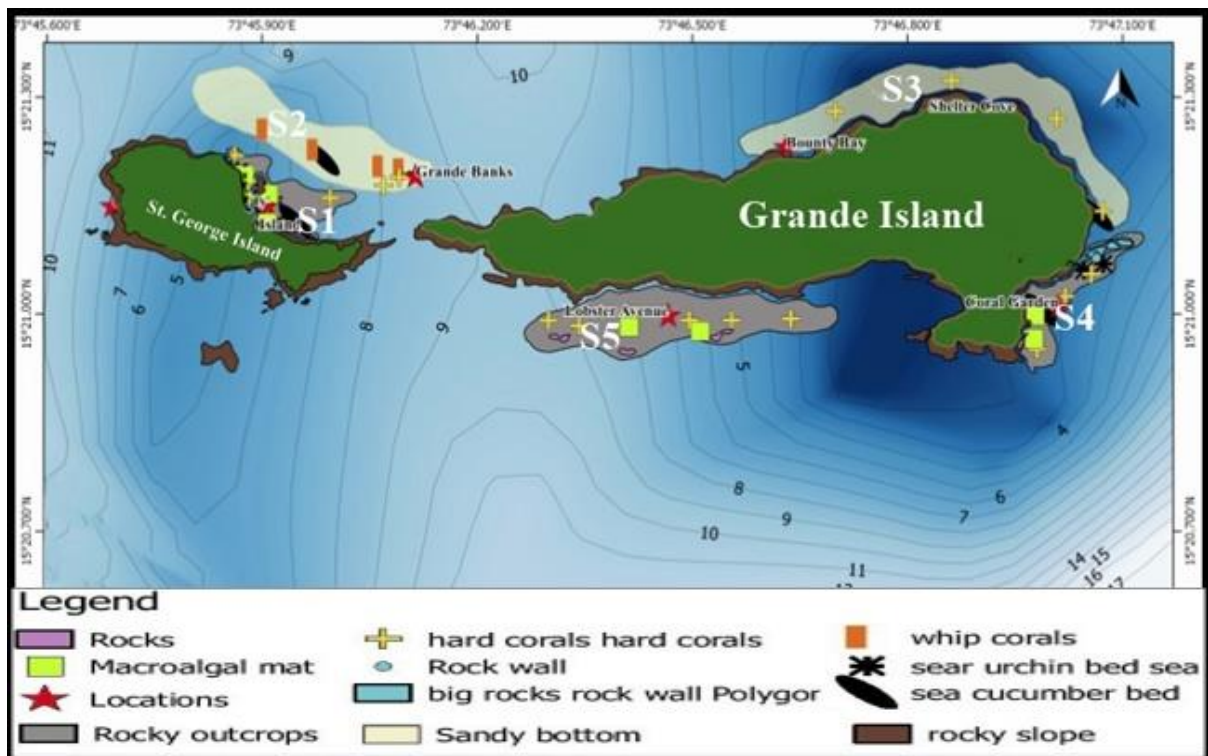 73°45.600'E 73°45.900'E 73°46.200'E 73°46.500'E 73°46.800'E 73°47.100'E
9
10
15°21.300'N
S3
15°21.300'N
S2
Shelter Cove
11
Bounty Bay
Grande Banks
St. George Island
Island
S1
Grande Island
10
7
6
5
8
9
15°21.000'N
Lobster Avenue
S5
Coral Garden
S4
15°21.000'N
5
4
8
9
10
11
6
7
14
15
16
17
15°20.700'N
15°20.700'N
N
Legend
Rocks
hard corals hard corals
whip corals
Macroalgal mat
Rock wall
sear urchin bed sea
Locations
big rocks rock wall Polygor
sea cucumber bed
Rocky outcrops
Sandy bottom
rocky slope